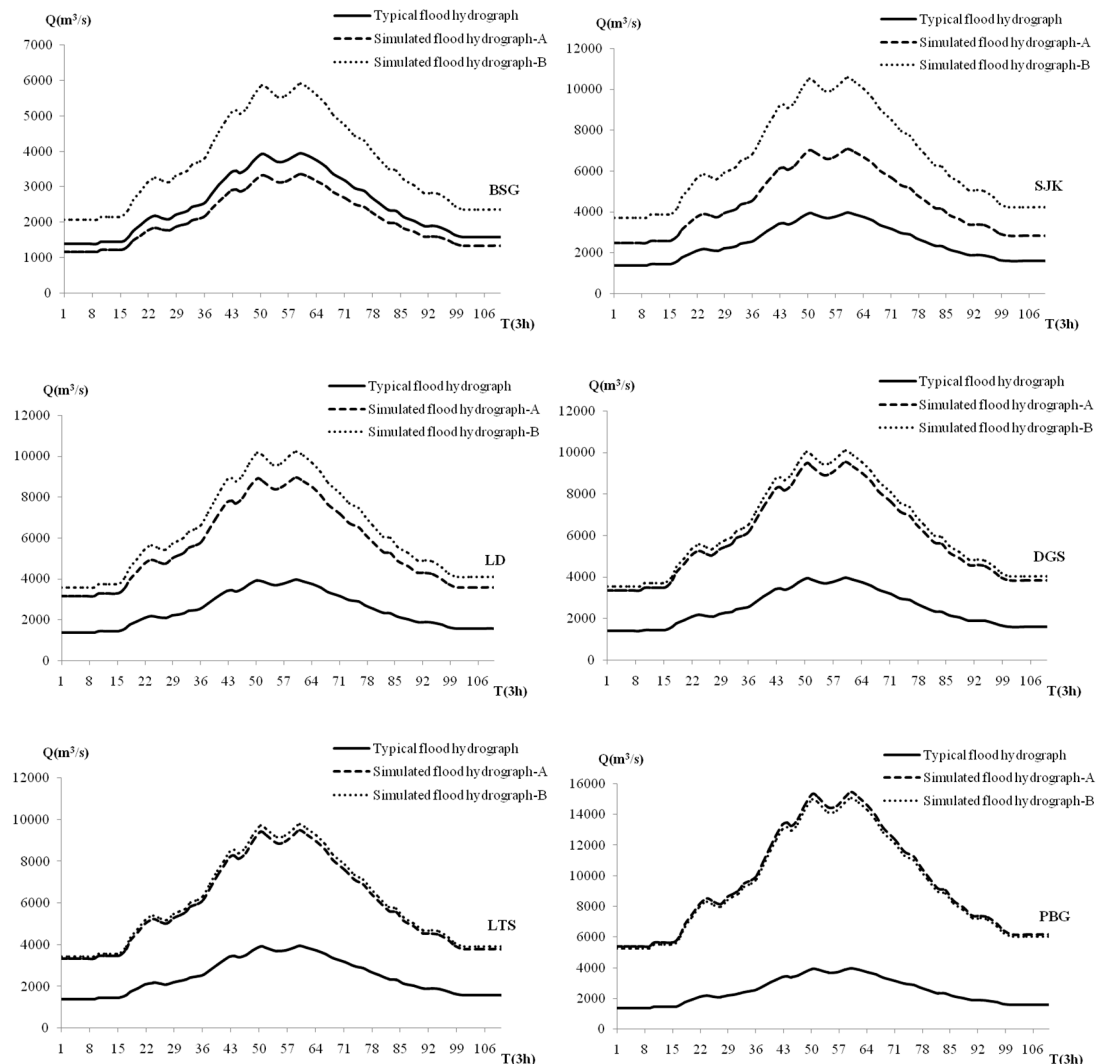 Q(m³/s)
Typical flood hydrograph
Simulated flood hydrograph-A
Simulated flood hydrograph-B
7000
6000
5000
4000
3000
2000
1000
0
BSG
1 8 15 22 29 36 43 50 57 64 71 78 85 92 99 106
T(3h)
Q(m³/s)
Typical flood hydrograph
Simulated flood hydrograph-A
Simulated flood hydrograph-B
12000
10000
8000
6000
4000
2000
0
SJK
1 8 15 22 29 36 43 50 57 64 71 78 85 92 99 106
T(3h)
Q(m³/s)
Typical flood hydrograph
Simulated flood hydrograph-A
Simulated flood hydrograph-B
12000
10000
8000
6000
4000
2000
0
LD
1 8 15 22 29 36 43 50 57 64 71 78 85 92 99 106
T(3h)
Q(m³/s)
Typical flood hydrograph
Simulated flood hydrograph-A
Simulated flood hydrograph-B
12000
10000
8000
6000
4000
2000
0
DGS
1 8 15 22 29 36 43 50 57 64 71 78 85 92 99 106
T(3h)
Q(m³/s)
Typical flood hydrograph
Simulated flood hydrograph-A
Simulated flood hydrograph-B
12000
10000
8000
6000
4000
2000
0
LTS
1 8 15 22 29 36 43 50 57 64 71 78 85 92 99 106
T(3h)
Q(m³/s)
Typical flood hydrograph
Simulated flood hydrograph-A
Simulated flood hydrograph-B
16000
14000
12000
10000
8000
6000
4000
2000
0
PBG
1 8 15 22 29 36 43 50 57 64 71 78 85 92 99 106
T(3h)